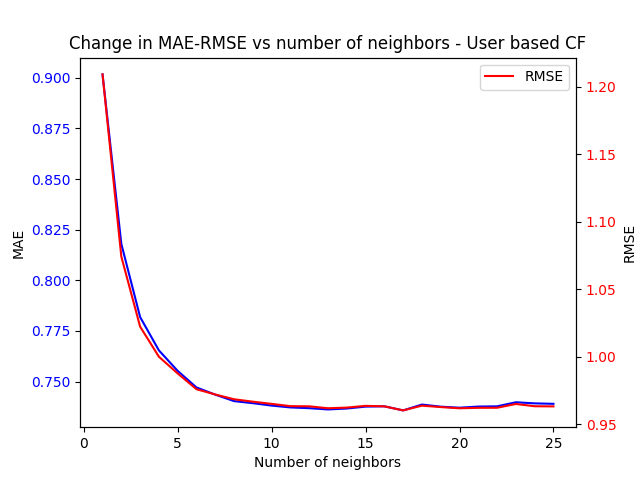 Change in MAE-RMSE vs number of neighbors - User based CF
RMSE
0.900
0.875
0.850
0.825
0.800
0.775
0.750
MAE
1.20
1.15
1.10
1.05
1.00
0.95
RMSE
0 5 10 15 20 25
Number of neighbors